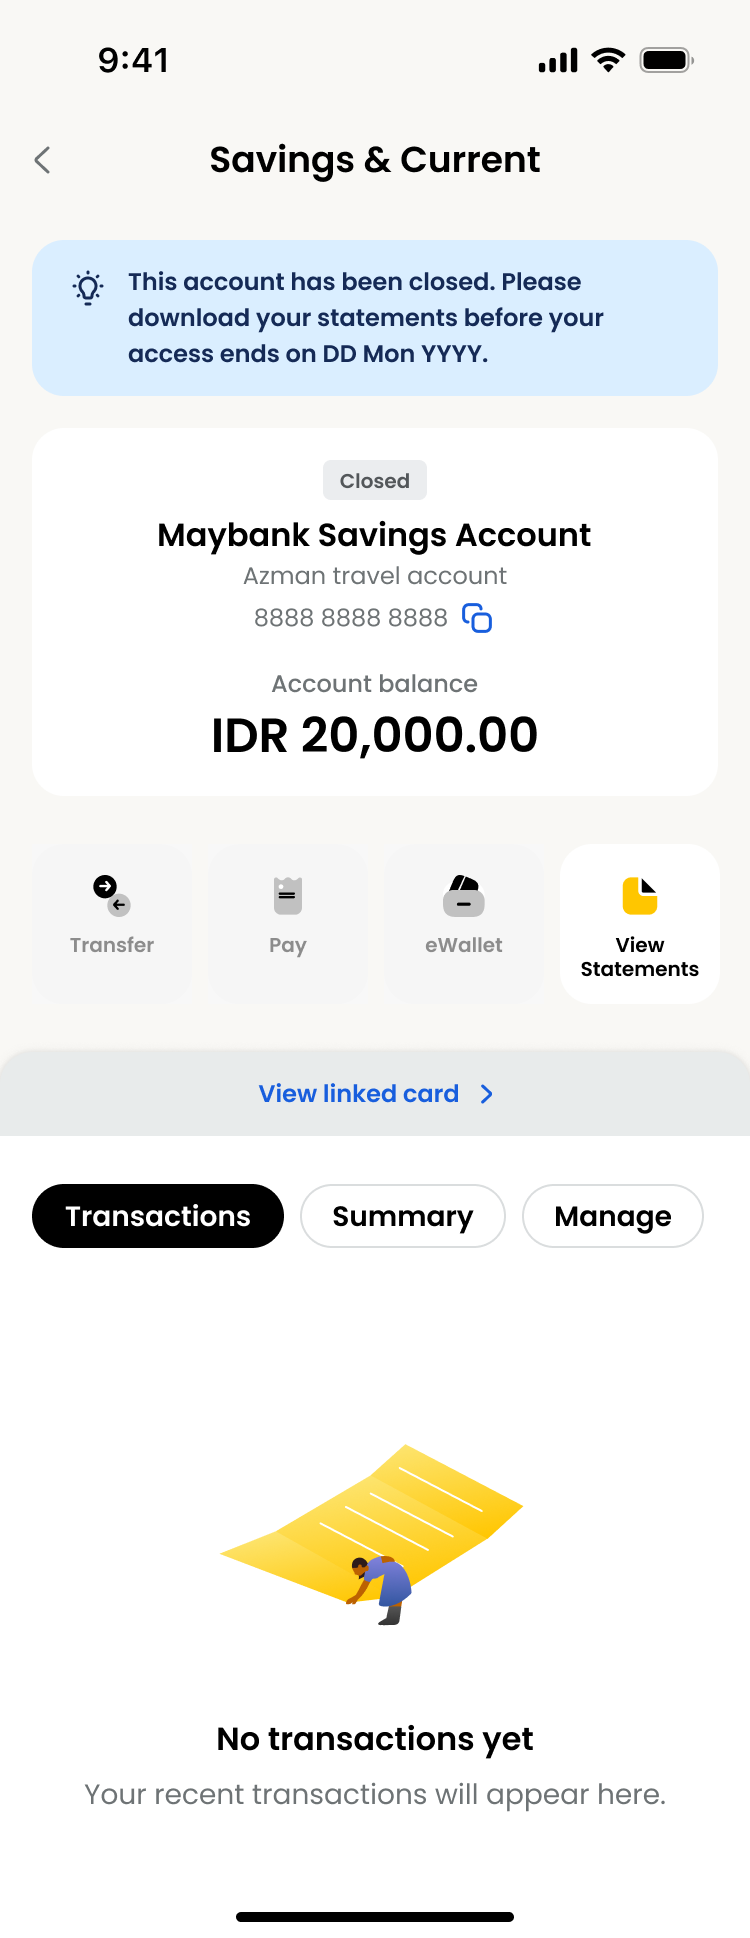 9:41
Savings & Current
This account has been closed. Please
download your statements before your
access ends on DD Mon YYYY.
Closed
Maybank Savings Account
Azman travel account
8888 8888 8888
Account balance
IDR 20,000.00
Transfer
Pay
eWallet
View
Statements
View linked card
Transactions
Summary
Manage
No transactions yet
Your recent transactions will appear here.